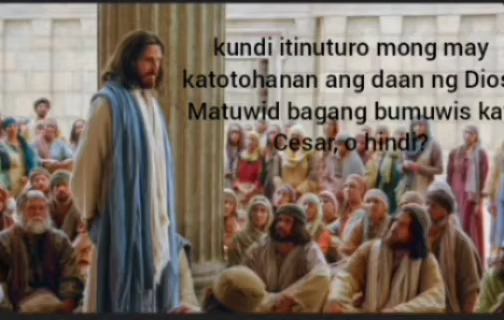 kundi itinuturo mong may
katotohanan ang daan ng Dios
Matuwid bagang bumuwis ka
Cesar, o hindi?